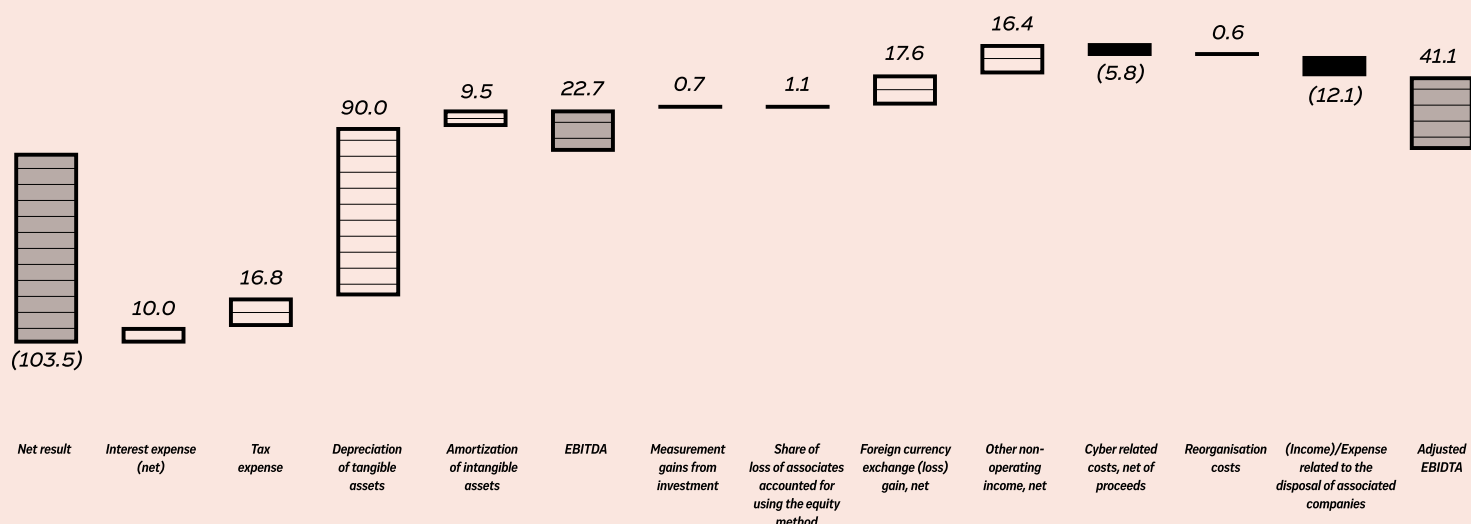 16.4
0.6
17.6
41.1
(5.8)
22.7
0.7
1.1
9.5
(12.1)
90.0
16.8
10.0
(103.5)
Net result
Interest expense
(net)
Tax
expense
Depreciation
of tangible
assets
Amortization
of intangible
assets
EBITDA
Measurement
gains from
investment
Share of
loss of associates
accounted for
using the equity
method
Foreign currency
exchange (loss)
gain, net
Other non-
operating
income, net
Cyber related
costs, net of
proceeds
Reorganisation
costs
(Income)/Expense
related to the
disposal of associated
companies
Adjusted
EBIDTA